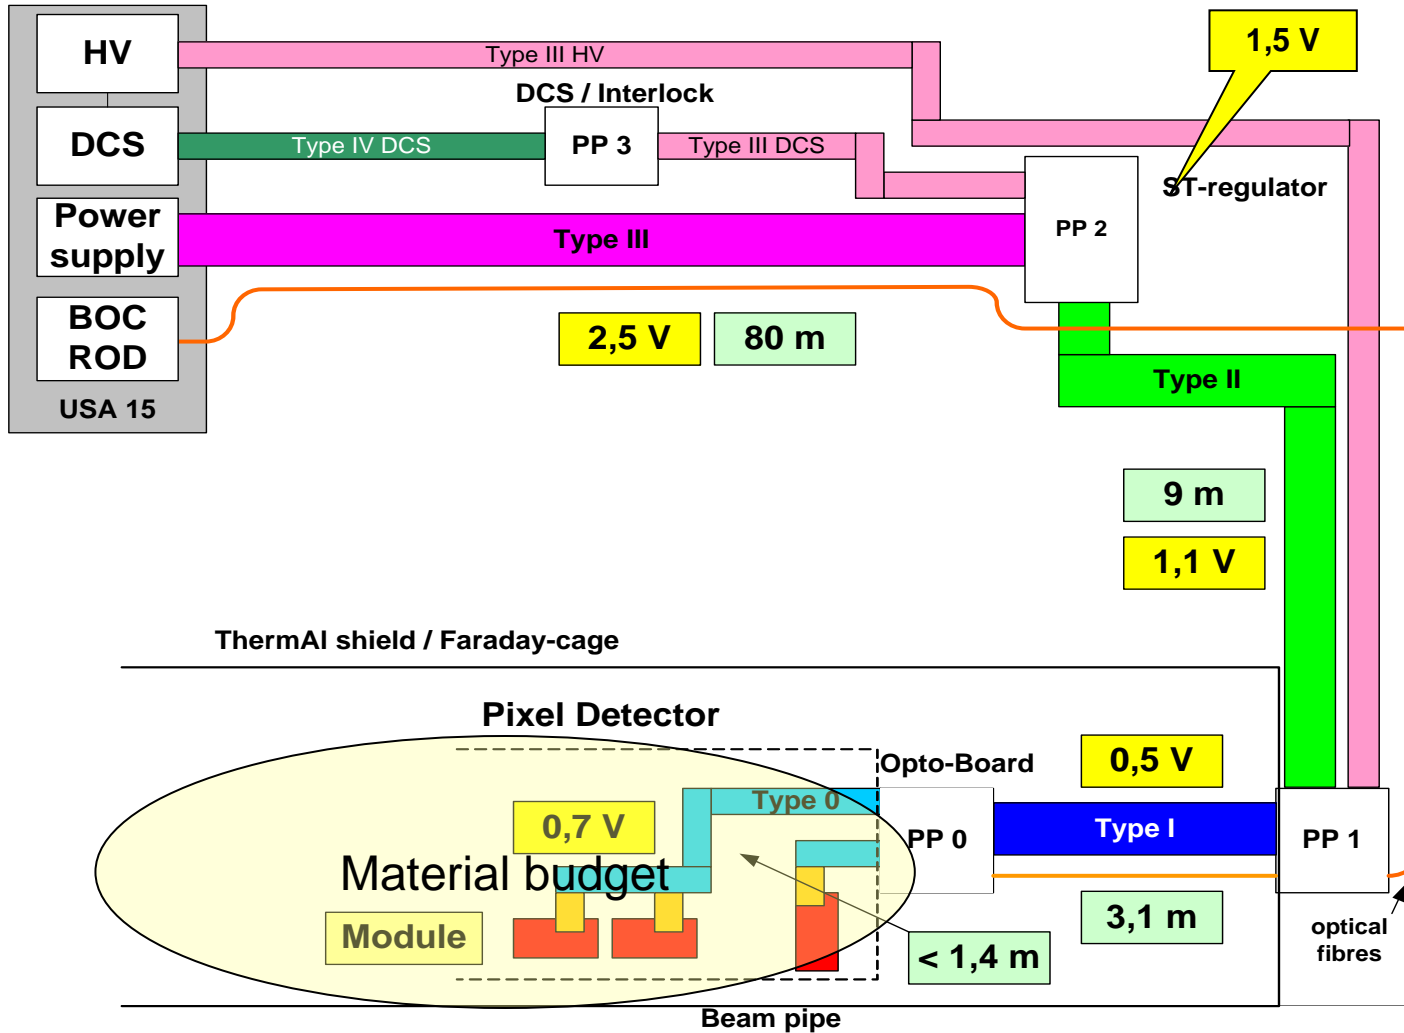 HV
Type III HV
1,5 V
DCS / Interlock
DCS
Type IV DCS
PP 3
Type III DCS
ST-regulator
Power
supply
Type III
PP 2
BOC
ROD
2,5 V
80 m
USA 15
Type II
9 m
1,1 V
ThermAl shield / Faraday-cage
Pixel Detector
Opto-Board
0,5 V
Type 0
0,7 V
PP 0
Type I
PP 1
Material budget
Module
3,1 m
optical
fibres
< 1,4 m
Beam pipe